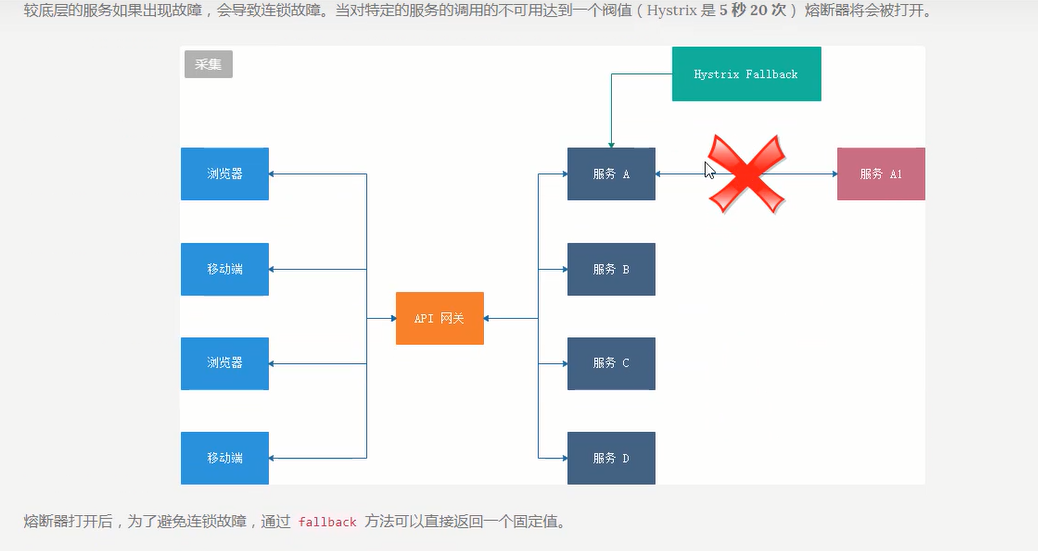 较底层的服务如果出现故障，会导致连锁故障。当对特定的服务的调用的不可用达到一个阀值（Hystrix 是 5 秒 20 次） 熔断器将会被打开。
采集
Hystrix Fallback
浏览器
服务 A
服务 A1
移动端
服务 B
API 网关
浏览器
服务 C
移动端
服务 D
熔断器打开后，为了避免连锁故障，通过 fallback 方法可以直接返回一个固定值。